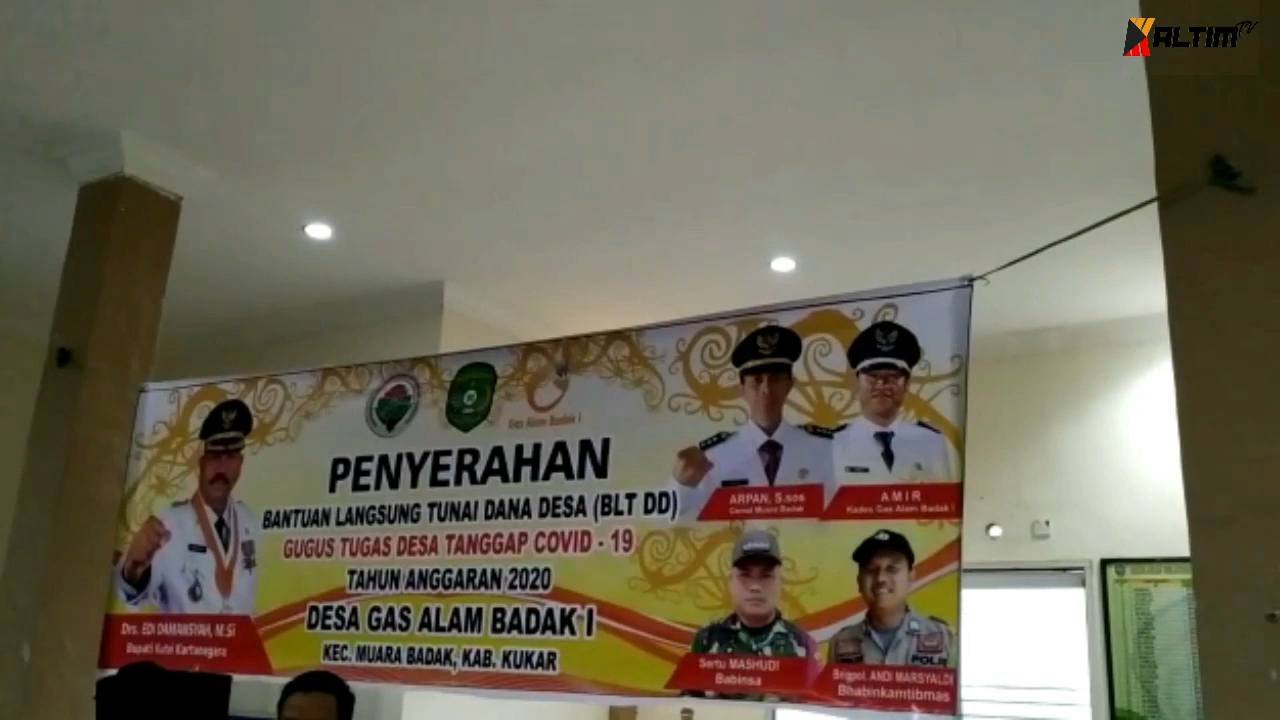 KALTIM TV
Gas Alam Badak I
PENYERAHAN
BANTUAN LANGSUNG TUNAI DANA DESA (BLT DD)
GUGUS TUGAS DESA TANGGAP COVID - 19
TAHUN ANGGARAN 2020
DESA GAS ALAM BADAK I
KEC. MUARA BADAK, KAB. KUKAR
Drs. EDI DAMANSYAH, M.Si
Bupati Kutai Kartanegara
ARPAN, S.sos
Camat Muara Badak
A M I R
Kades Gas Alam Badak I
Sertu MASHUDI
Babinsa
POLRI
Brigpol. ANDI MARSYALDI
Bhabinkamtibmas